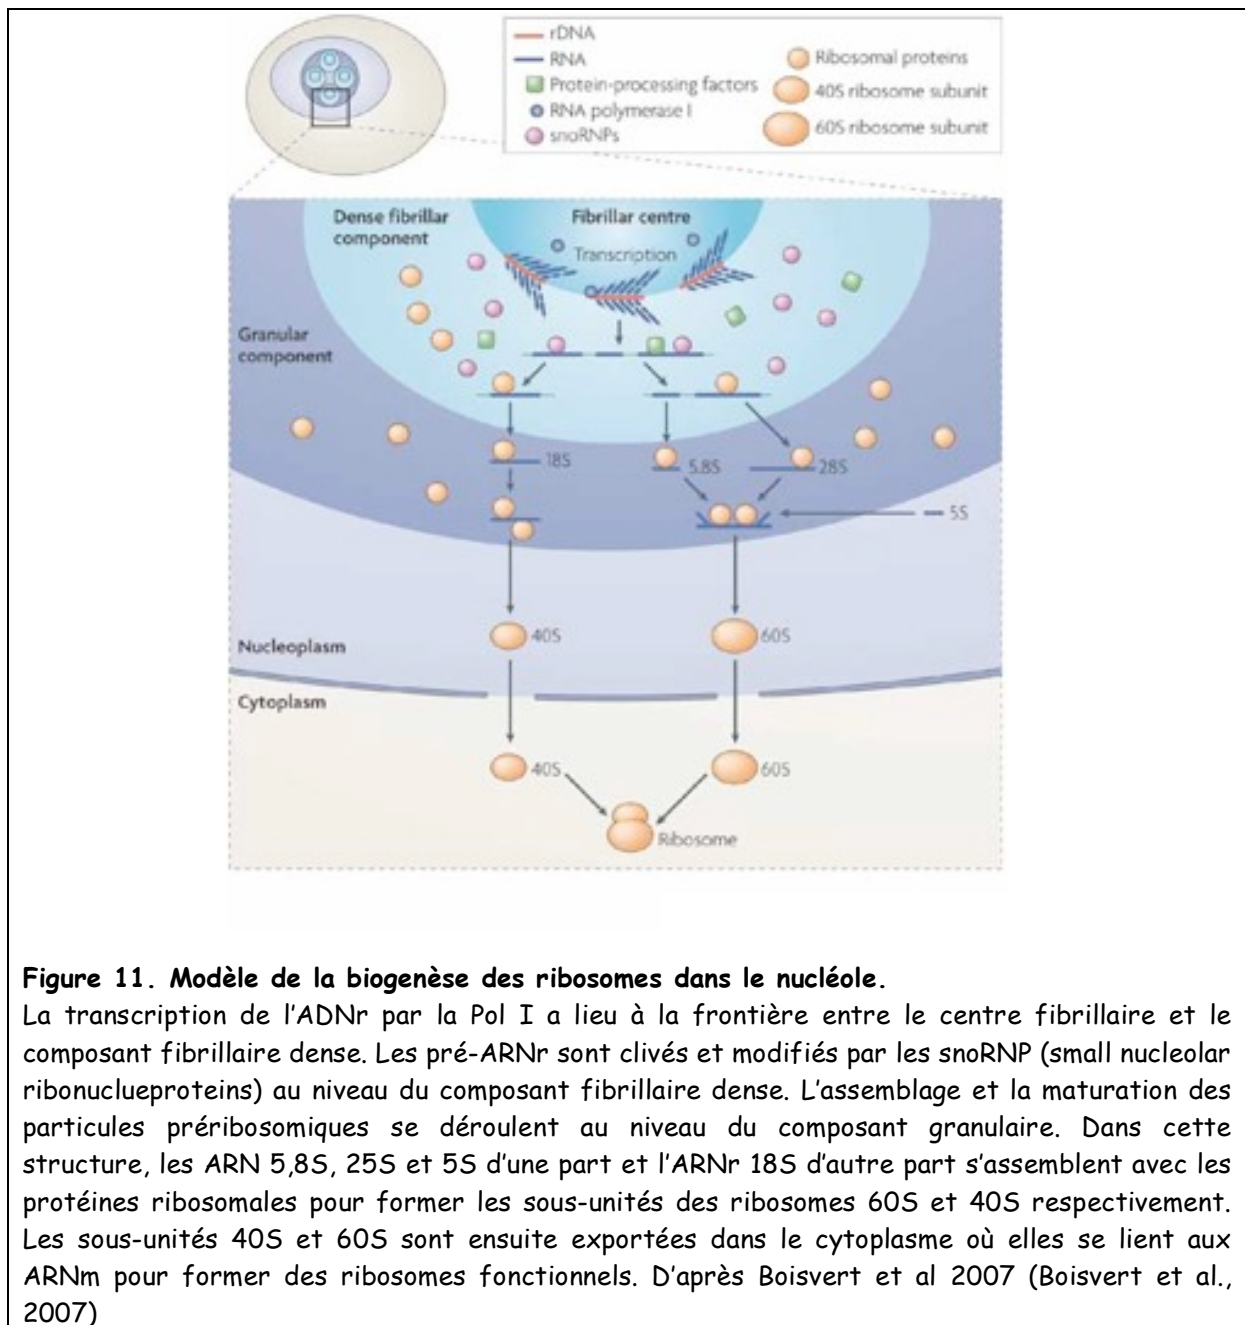 rDNA
RNA
Protein-processing factors
RNA polymerase I
snoRNPs
Ribosomal proteins
40S ribosome subunit
60S ribosome subunit
Dense fibrillar
component
Fibrillar centre
Transcription
Granular
component
18S
5.8S
28S
5S
Nucleoplasm
40S
60S
Cytoplasm
40S
60S
Ribosome
Figure 11. Modèle de la biogenèse des ribosomes dans le nucléole.
La transcription de l'ADNr par la Pol I a lieu à la frontière entre le centre fibrillaire et le
composant fibrillaire dense. Les pré-ARNr sont clivés et modifiés par les snoRNP (small nucleolar
ribonuclueproteins) au niveau du composant fibrillaire dense. L'assemblage et la maturation des
particules préribosomiques se déroulent au niveau du composant granulaire. Dans cette
structure, les ARN 5,8S, 25S et 5S d'une part et l'ARNr 18S d'autre part s'assemblent avec les
protéines ribosomales pour former les sous-unités des ribosomes 60S et 40S respectivement.
Les sous-unités 40S et 60S sont ensuite exportées dans le cytoplasme où elles se lient aux
ARNm pour former des ribosomes fonctionnels. D'après Boisvert et al 2007 (Boisvert et al.,
2007)